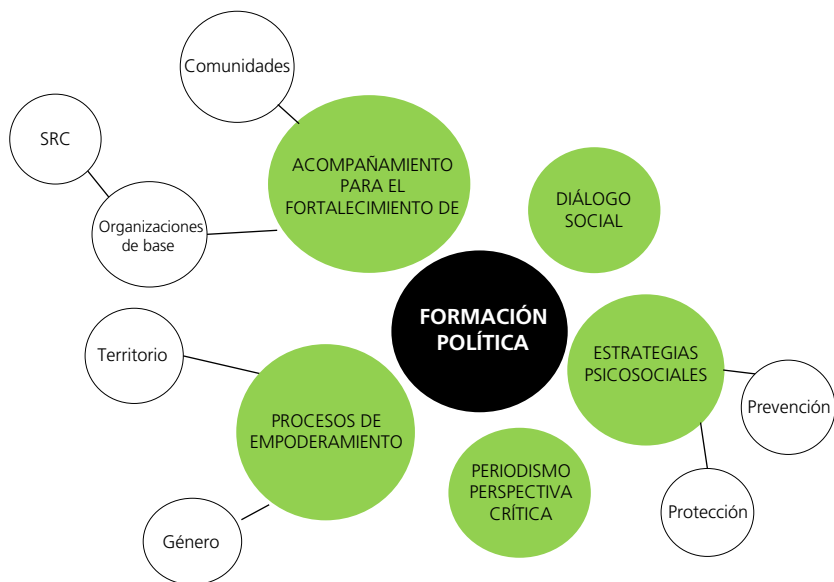 Comunidades
SRC
ACOMPAÑAMIENTO
PARA EL
FORTALECIMIENTO DE
Organizaciones
de base
DIÁLOGO
SOCIAL
FORMACIÓN
POLÍTICA
Territorio
ESTRATEGIAS
PSICOSOCIALES
Prevención
PROCESOS DE
EMPODERAMIENTO
PERIODISMO
PERSPECTIVA
CRÍTICA
Protección
Género